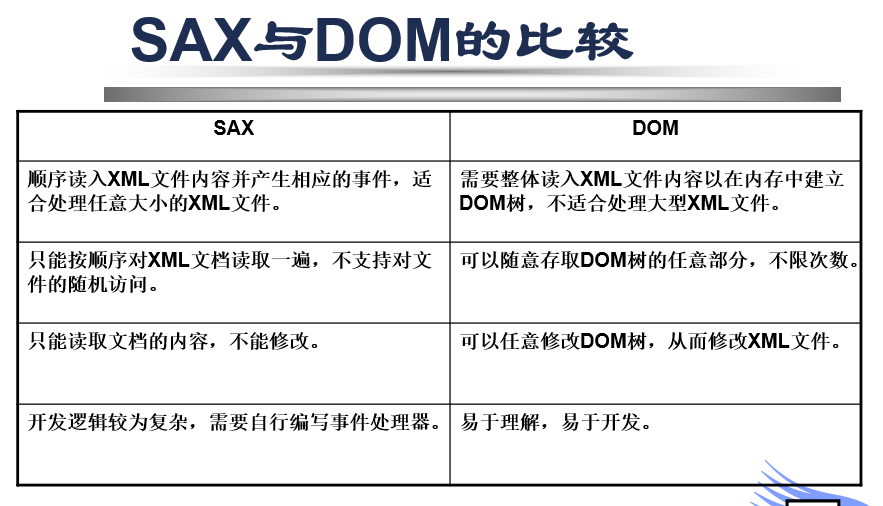 SAX与DOM的比较
SAX
DOM
顺序读入XML文件内容并产生相应的事件，适
合处理任意大小的XML文件。
需要整体读入XML文件内容以在内存中建立
DOM树，不适合处理大型XML文件。
只能按顺序对XML文档读取一遍，不支持对文
件的随机访问。
可以随意存取DOM树的任意部分，不限次数。
只能读取文档的内容，不能修改。
可以任意修改DOM树，从而修改XML文件。
开发逻辑较为复杂，需要自行编写事件处理器。
易于理解，易于开发。